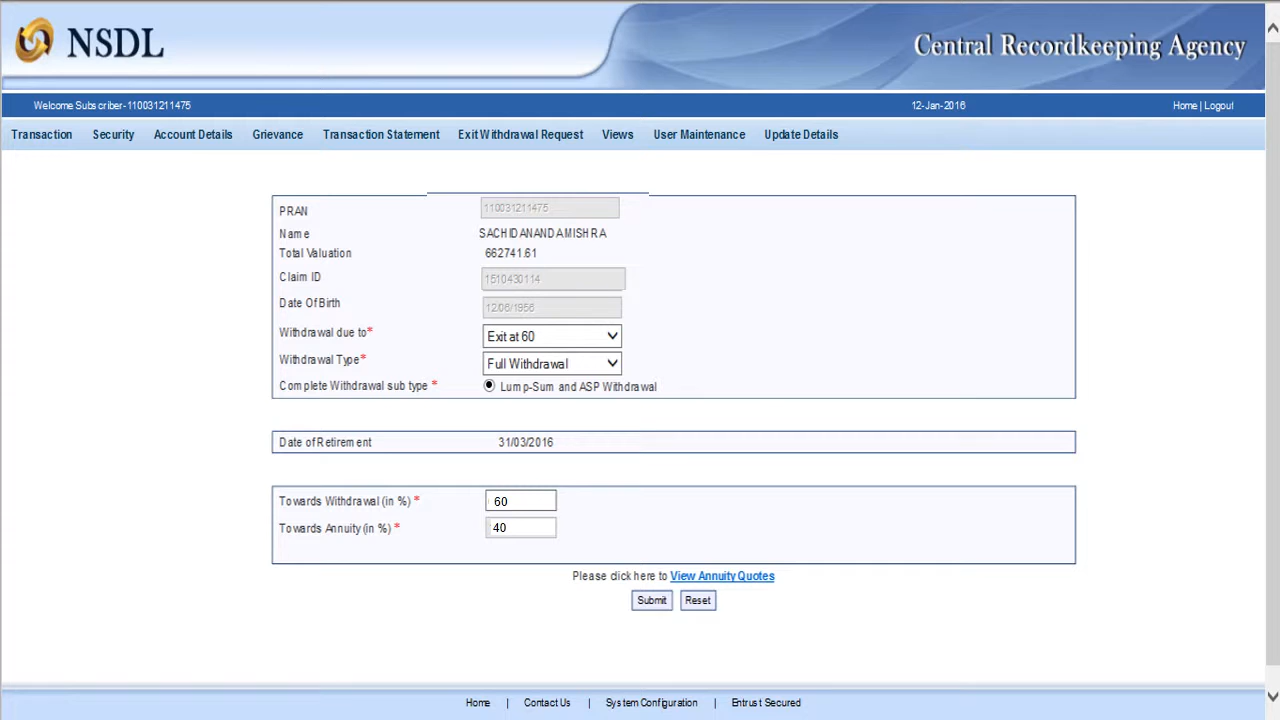 NSDL
Central Recordkeeping Agency
Welcome Subscriber-110031211475 12-Jan-2016 Home | Logout
Transaction Security Account Details Grievance Transaction Statement Exit Withdrawal Request Views User Maintenance Update Details
PRAN 110031211475
Name SACHIDANANDA MISHRA
Total Valuation 662741.61
Claim ID 1510430114
Date Of Birth 12/06/1956
Withdrawal due to* Exit at 60
Withdrawal Type* Full Withdrawal
Complete Withdrawal sub type * Lump-Sum and ASP Withdrawal
Date of Retirement 31/03/2016
Towards Withdrawal (in %) * 60
Towards Annuity (in %) * 40
Please click here to View Annuity Quotes
Submit Reset
Home | Contact Us | System Configuration | Entrust Secured